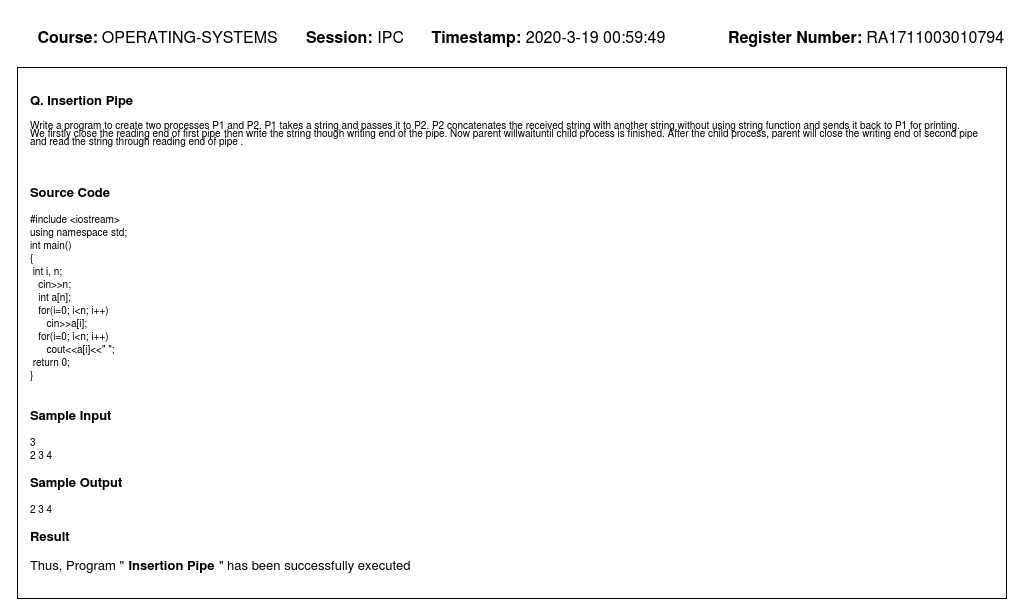 Course: OPERATING-SYSTEMS Session: IPC Timestamp: 2020-3-19 00:59:49 Register Number: RA1711003010794
Q. Insertion Pipe
Write a program to create two processes P1 and P2. P1 takes a string and passes it to P2. P2 concatenates the received string with another string without using string function and sends it back to P1 for printing.
We firstly close the reading end of first pipe then write the string though writing end of the pipe. Now parent willwaituntil child process is finished. After the child process, parent will close the writing end of second pipe
and read the string through reading end of pipe .
Source Code
#include <iostream>
using namespace std;
int main()
{
int i, n;
cin>>n;
int a[n];
for(i=0; i<n; i++)
cin>>a[i];
for(i=0; i<n; i++)
cout<<a[i]<<" ";
return 0;
}
Sample Input
3
2 3 4
Sample Output
2 3 4
Result
Thus, Program " Insertion Pipe " has been successfully executed